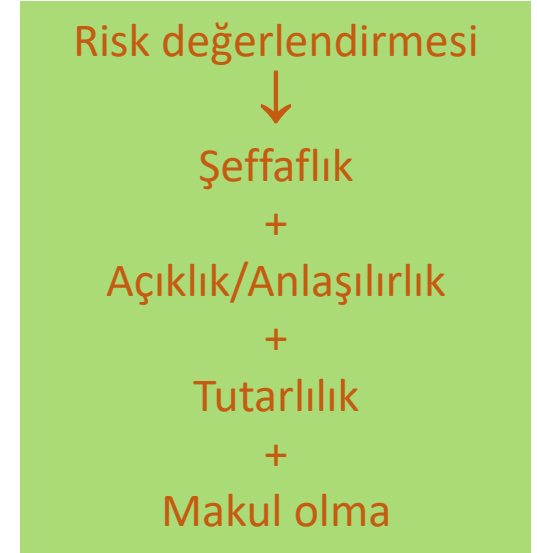 Risk değerlendirmesi
↓
Şeffaflık
+
Açıklık/Anlaşılırlık
+
Tutarlılık
+
Makul olma